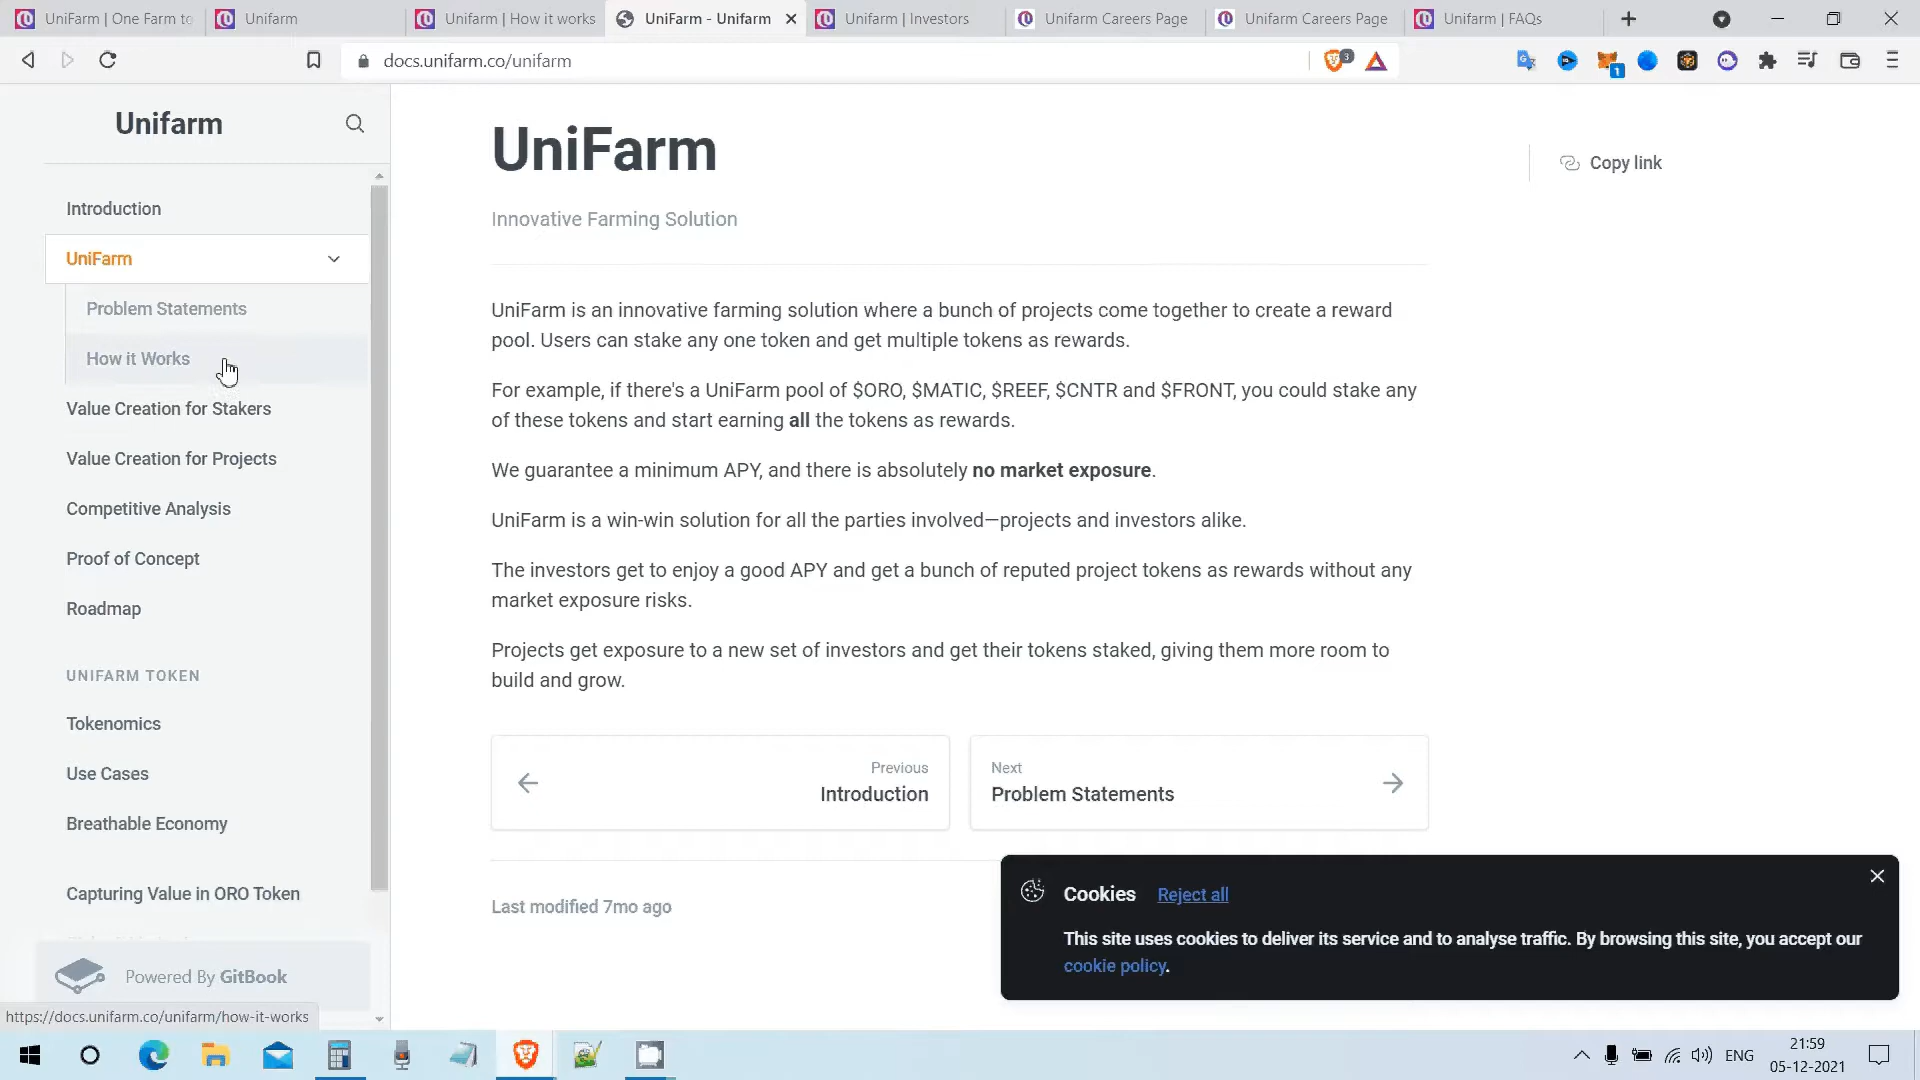 UniFarm | One Farm to
Unifarm
Unifarm | How it works
UniFarm - Unifarm
Unifarm | Investors
Unifarm Careers Page
Unifarm Careers Page
Unifarm | FAQs
docs.unifarm.co/unifarm
3
1
Unifarm
Introduction
UniFarm
Problem Statements
How it Works
Value Creation for Stakers
Value Creation for Projects
Competitive Analysis
Proof of Concept
Roadmap
UNIFARM TOKEN
Tokenomics
Use Cases
Breathable Economy
Capturing Value in ORO Token
Powered By GitBook
https://docs.unifarm.co/unifarm/how-it-works
UniFarm
Copy link
Innovative Farming Solution
UniFarm is an innovative farming solution where a bunch of projects come together to create a reward
pool. Users can stake any one token and get multiple tokens as rewards.
For example, if there's a UniFarm pool of $ORO, $MATIC, $REEF, $CNTR and $FRONT, you could stake any
of these tokens and start earning all the tokens as rewards.
We guarantee a minimum APY, and there is absolutely no market exposure.
UniFarm is a win-win solution for all the parties involved—projects and investors alike.
The investors get to enjoy a good APY and get a bunch of reputed project tokens as rewards without any
market exposure risks.
Projects get exposure to a new set of investors and get their tokens staked, giving them more room to
build and grow.
Previous
Introduction
Next
Problem Statements
Last modified 7mo ago
Cookies Reject all
This site uses cookies to deliver its service and to analyse traffic. By browsing this site, you accept our
cookie policy.
ENG
21:59
05-12-2021